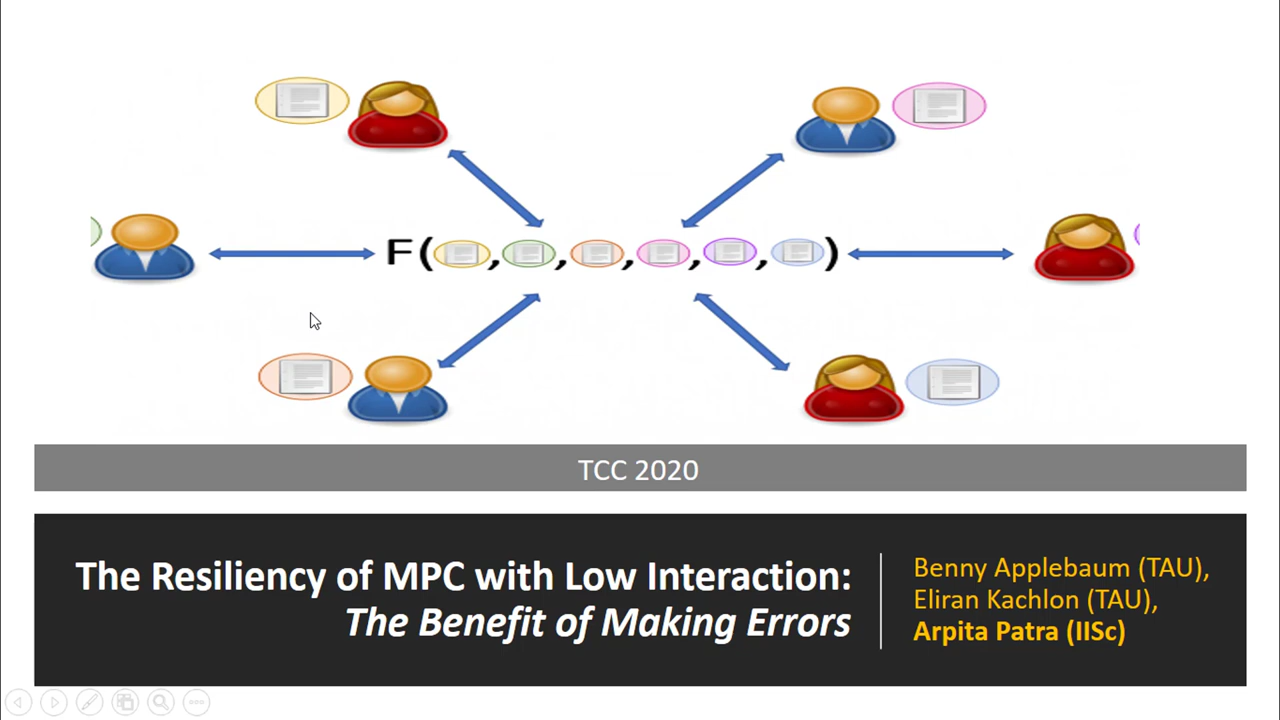 F( , , , , , )
TCC 2020
The Resiliency of MPC with Low Interaction:
The Benefit of Making Errors
Benny Applebaum (TAU),
Eliran Kachlon (TAU),
Arpita Patra (IISc)